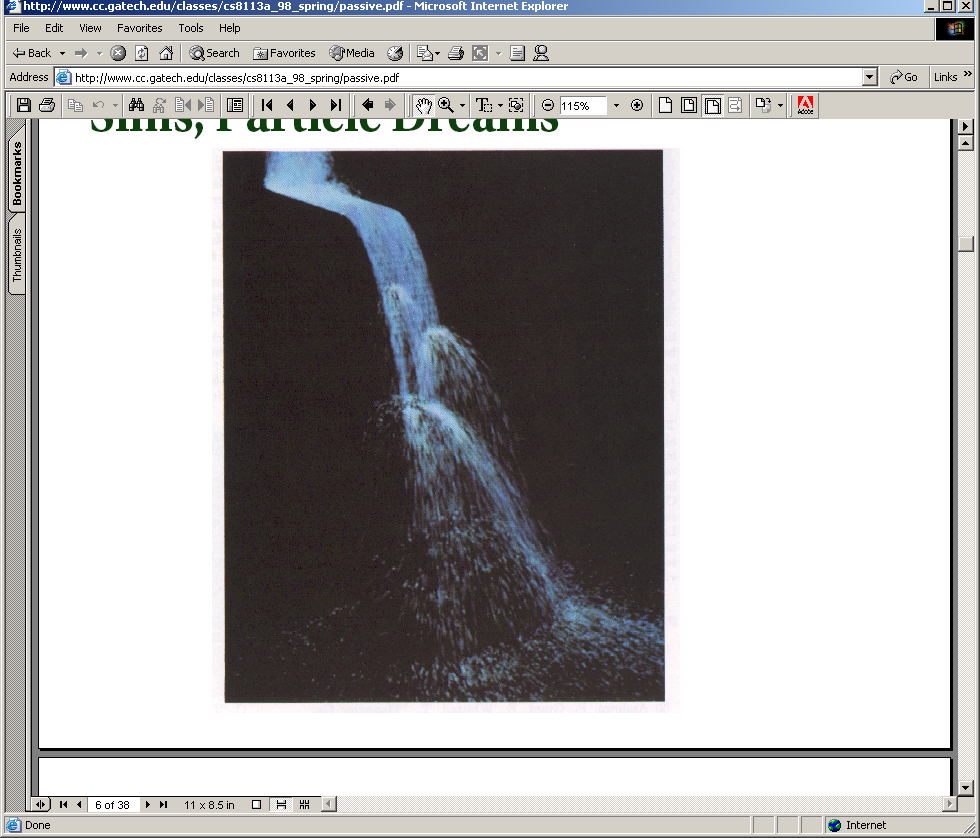 http://www.cc.gatech.edu/classes/cs8113a_98_spring/passive.pdf - Microsoft Internet Explorer
File Edit View Favorites Tools Help
Back Search Favorites Media
Address http://www.cc.gatech.edu/classes/cs8113a_98_spring/passive.pdf Go Links »
115% Adobe
Sims, Particle Dreams
Bookmarks
Thumbnails
6 of 38 11 x 8.5 in
Done Internet